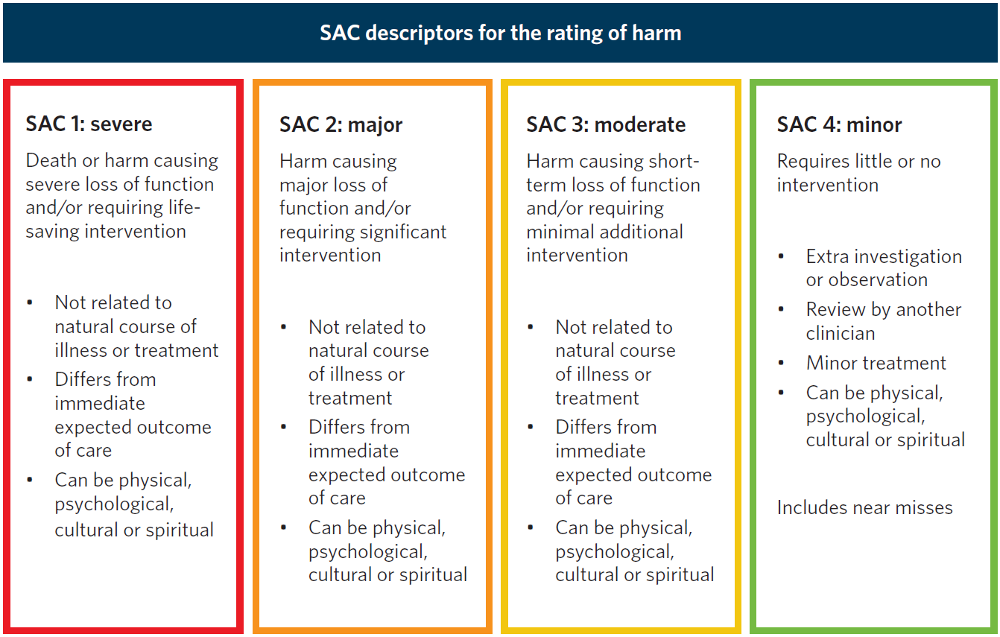 SAC descriptors for the rating of harm
SAC 1: severe
Death or harm causing
severe loss of function
and/or requiring life-
saving intervention
• Not related to
natural course of
illness or treatment
• Differs from
immediate
expected outcome
of care
• Can be physical,
psychological,
cultural or spiritual
SAC 2: major
Harm causing
major loss of
function and/or
requiring significant
intervention
• Not related to
natural course
of illness or
treatment
• Differs from
immediate
expected outcome
of care
• Can be physical,
psychological,
cultural or spiritual
SAC 3: moderate
Harm causing short-
term loss of function
and/or requiring
minimal additional
intervention
• Not related to
natural course
of illness or
treatment
• Differs from
immediate
expected outcome
of care
• Can be physical,
psychological,
cultural or spiritual
SAC 4: minor
Requires little or no
intervention
• Extra investigation
or observation
• Review by another
clinician
• Minor treatment
• Can be physical,
psychological,
cultural or spiritual
Includes near misses